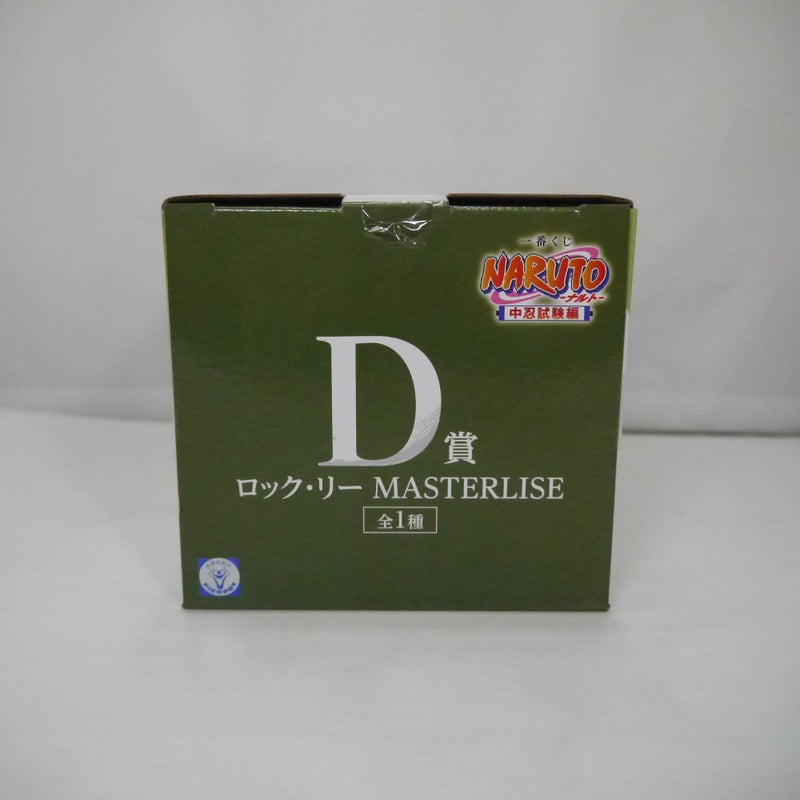 一番くじ
NARUTO
-ナルト-
中忍試験編
D賞
ロック・リー MASTERLISE
全1種